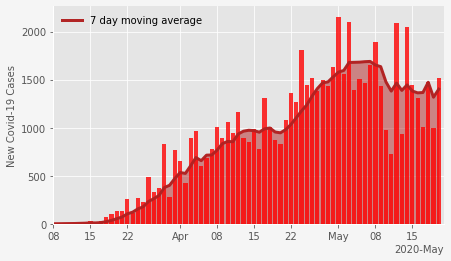 7 day moving average
New Covid-19 Cases
2000
1500
1000
500
0
08 15 22 Apr 08 15 22 May 08 15
2020-May